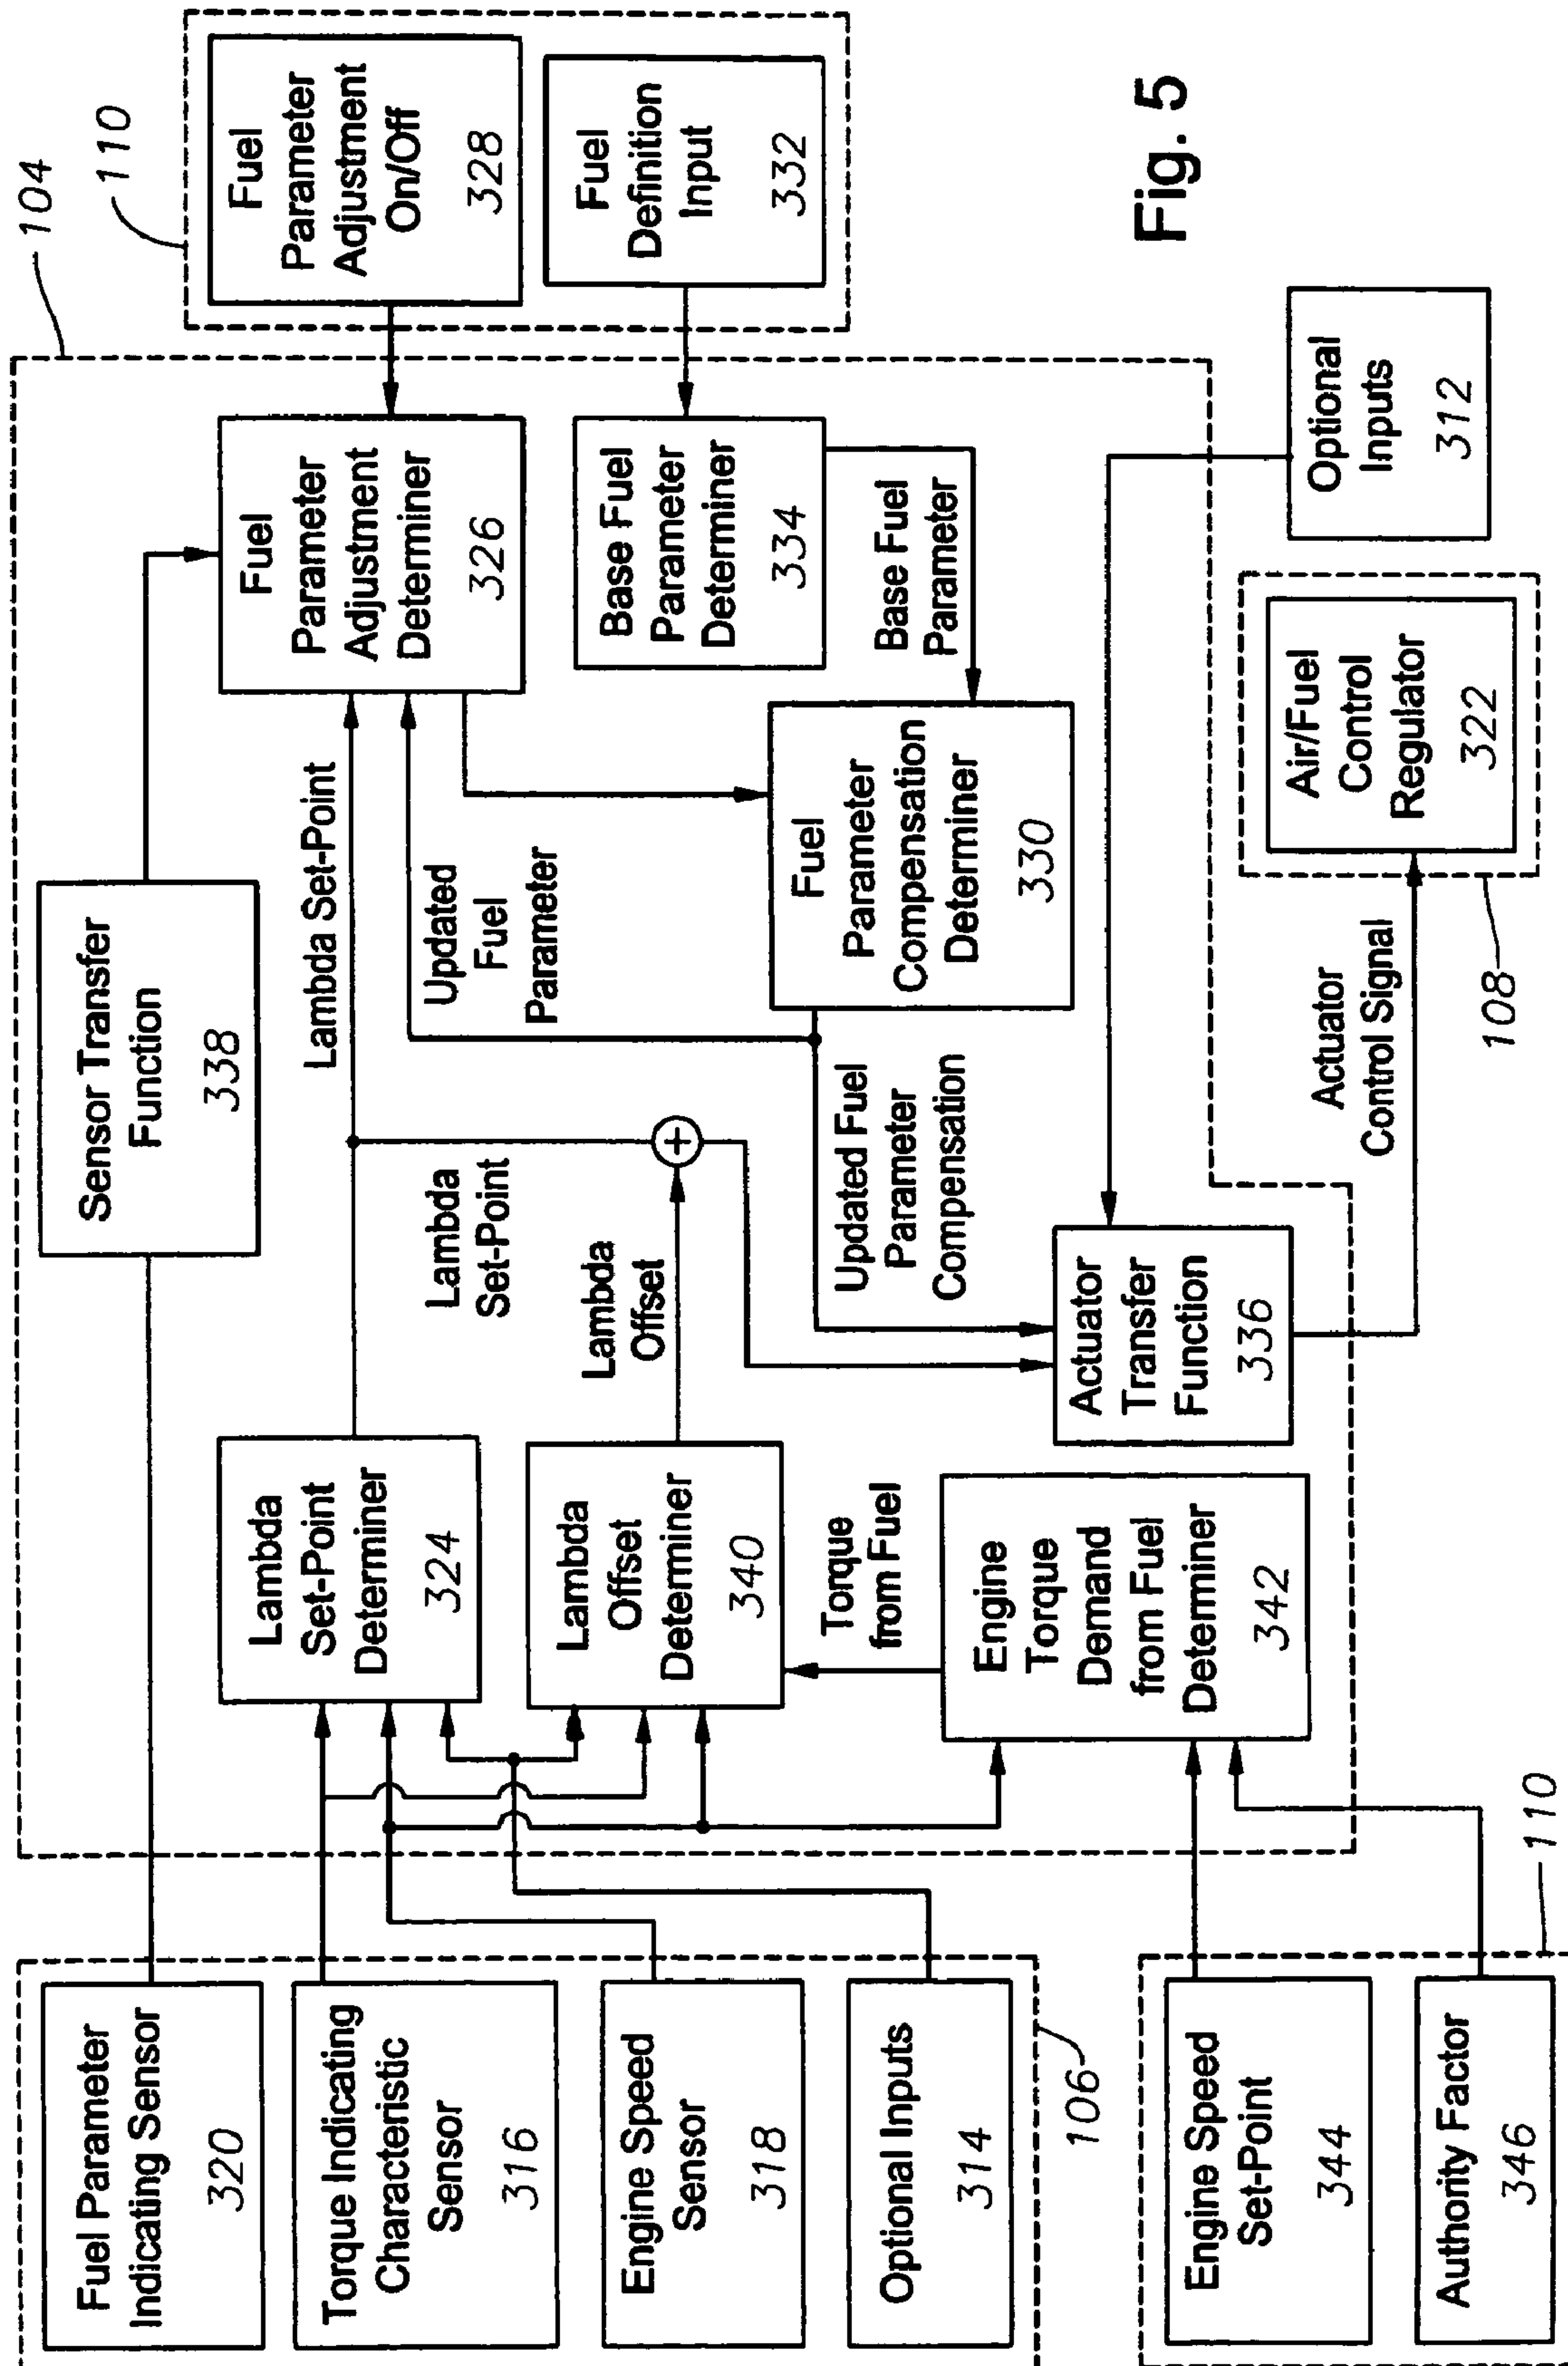 104
110
Fuel Parameter
Indicating Sensor
320
Torque Indicating
Characteristic
Sensor
316
Engine Speed
Sensor
318
Optional Inputs
314
106
Engine Speed
Set-Point
344
Authority Factor
346
110
Sensor Transfer
Function
338
Lambda
Set-Point
Determiner
324
Lambda
Offset
Determiner
340
Torque
from Fuel
Engine
Torque
Demand
from Fuel
Determiner
342
Lambda Set-Point
Lambda
Set-Point
Lambda
Offset
+
Updated
Fuel
Parameter
Updated Fuel
Parameter
Compensation
Actuator
Transfer
Function
336
Fuel
Parameter
Adjustment
Determiner
326
Base Fuel
Parameter
Determiner
334
Base Fuel
Parameter
Fuel
Parameter
Compensation
Determiner
330
Fuel
Parameter
Adjustment
On/Off
328
Fuel
Definition
Input
332
Optional
Inputs
312
Air/Fuel
Control
Regulator
322
108
Actuator
Control Signal
Fig. 5